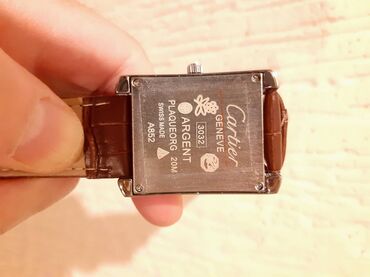 Cartier
GENEVE
3032
ARGENT
PLAQUEORG 20M
SWISS MADE
A852